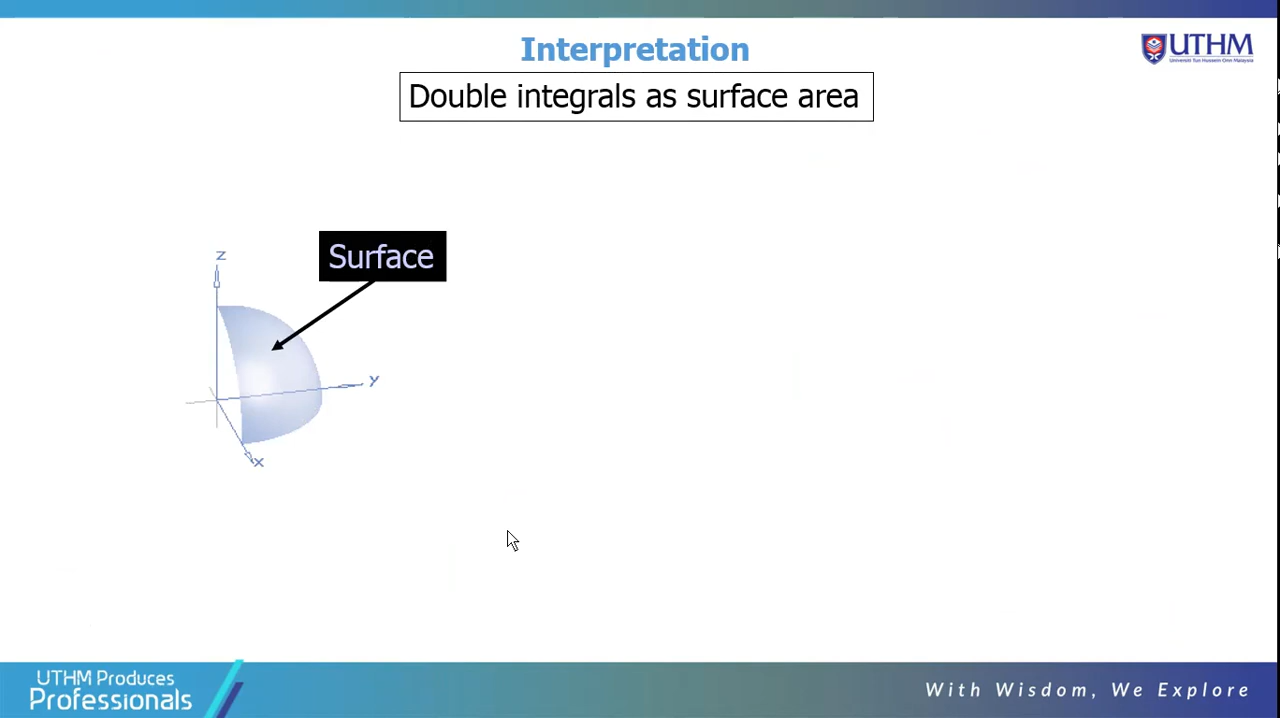 Interpretation
UTHM
Universiti Tun Hussein Onn Malaysia
Double integrals as surface area
Surface
Z
Y
X
UTHM Produces
Professionals
With Wisdom, We Explore